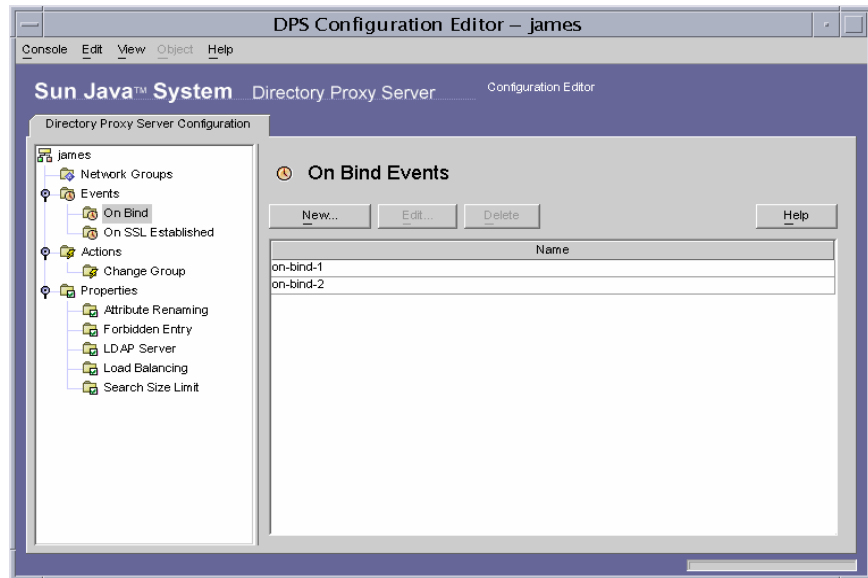 DPS Configuration Editor – james
Console Edit View Object Help
Sun Java™ System Directory Proxy Server Configuration Editor
Directory Proxy Server Configuration
james
Network Groups
Events
On Bind
On SSL Established
Actions
Change Group
Properties
Attribute Renaming
Forbidden Entry
LDAP Server
Load Balancing
Search Size Limit
On Bind Events
New... Edit... Delete Help
Name
on-bind-1
on-bind-2